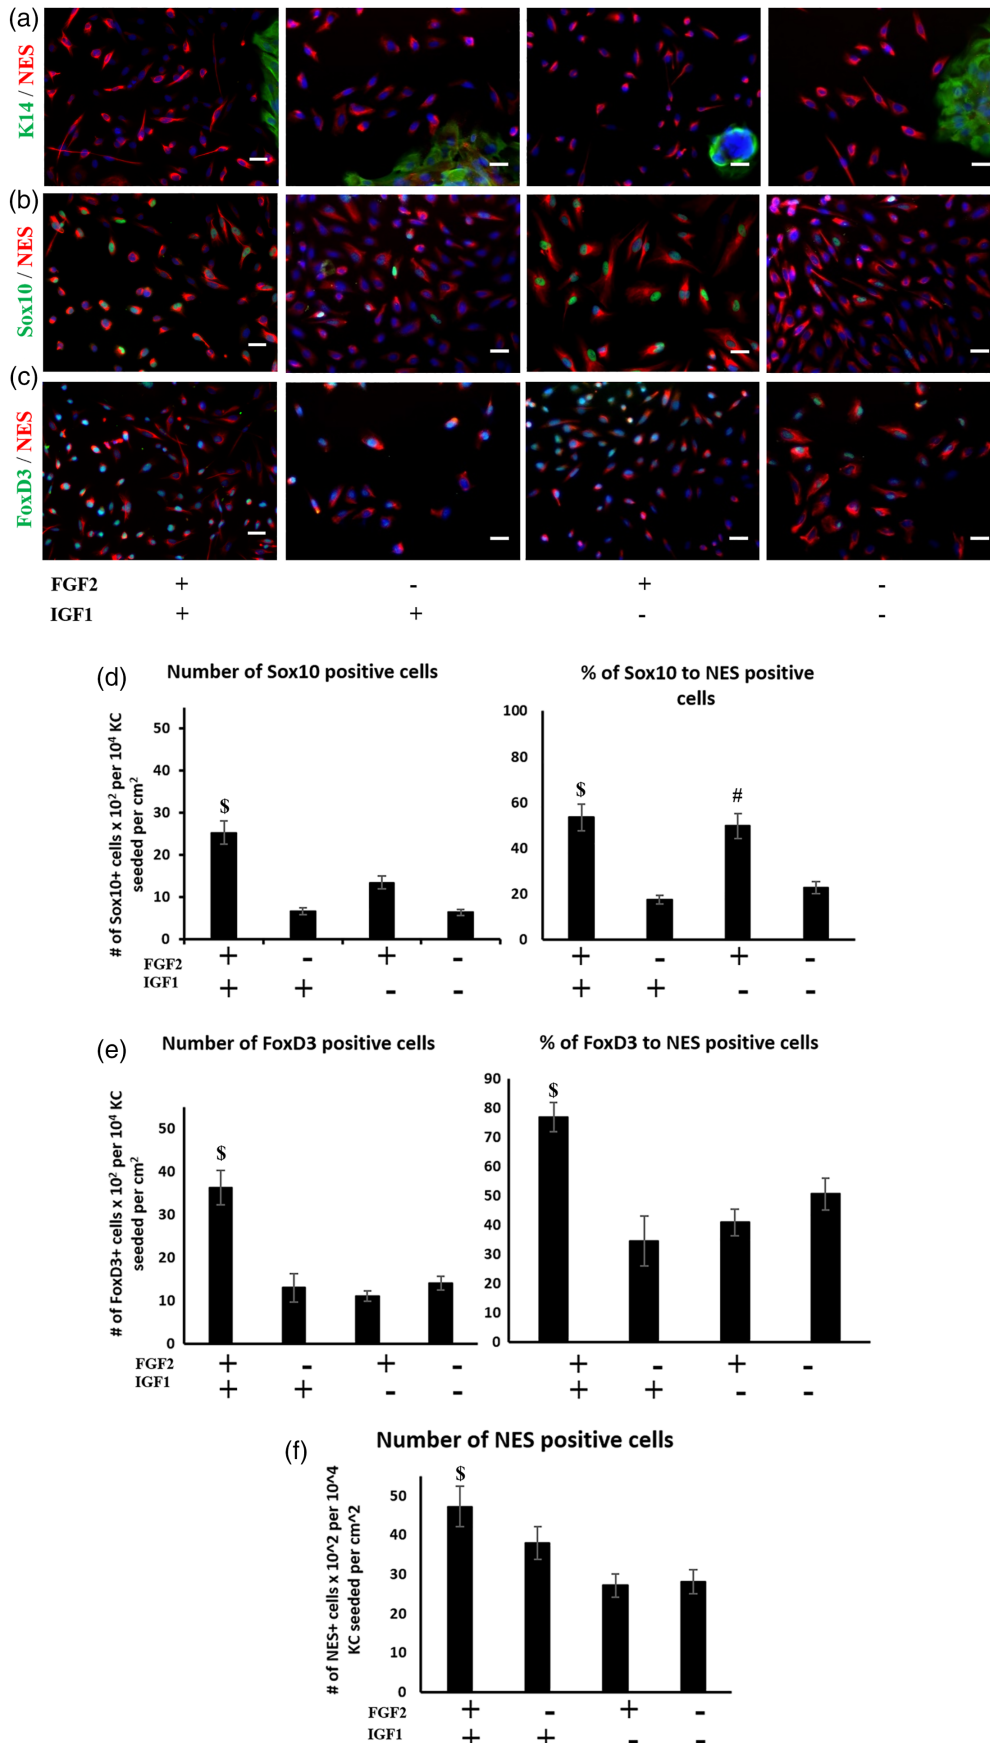 (a)
K14 / NES
(b)
Sox10 / NES
(c)
FoxD3 / NES
FGF2 + - + -
IGF1 + + - -
(d)
Number of Sox10 positive cells
# of Sox10+ cells x 10² per 10⁴ KC
seeded per cm²
50
40
30
20
10
0
$
FGF2 + - + -
IGF1 + + - -
% of Sox10 to NES positive
cells
100
80
60
40
20
0
$
#
+ - + -
+ + - -
(e)
Number of FoxD3 positive cells
# of FoxD3+ cells x 10² per 10⁴ KC
seeded per cm²
50
40
30
20
10
0
$
FGF2 + - + -
IGF1 + + - -
% of FoxD3 to NES positive cells
90
80
70
60
50
40
30
20
10
0
$
+ - + -
+ + - -
(f)
Number of NES positive cells
# of NES+ cells x 10^2 per 10^4
KC seeded per cm^2
50
40
30
20
10
0
$
FGF2 + - + -
IGF1 + + - -